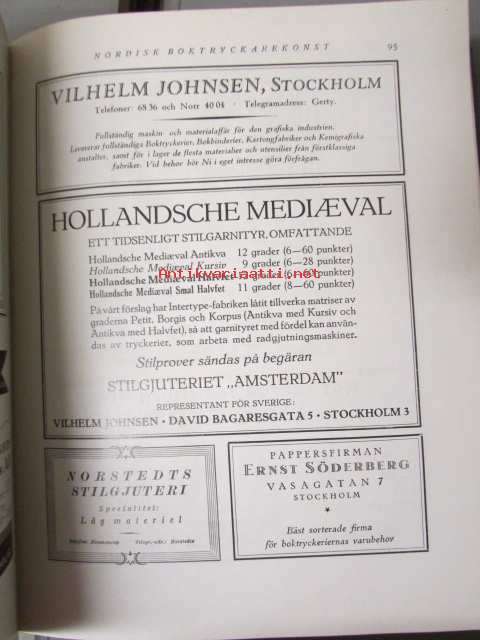 NORDISK BOKTRYCKAREKONST 95
VILHELM JOHNSEN, STOCKHOLM
Telefoner: 68 36 och Norr 40 04 · Telegramadress: Gerty.
Fullständig maskin- och materialaffär för den grafiska industrien.
Levererar fullständiga Boktryckerier, Bokbinderier, Kartongfabriker och Kemigrafiska
anstalter, samt för i lager de flesta materialier och utensilier från förstklassiga
fabriker. Vid behov bör Ni i eget intresse göra förfrågan.
HOLLANDSCHE MEDIÆVAL
ETT TIDSENLIGT STILGARNITYR, OMFATTANDE
Hollandsche Mediæval Antikva 12 grader (6—60 punkter)
Hollandsche Mediæval Kursiv 9 grader (6—28 punkter)
Hollandsche Mediæval Halvfet grader (6—60 punkter)
Hollandsche Mediæval Smal Halvfet 11 grader (8—60 punkter)
Antikvariaatti.net
På vårt förslag har Intertype-fabriken låtit tillverka matriser av
graderna Petit, Borgis och Korpus (Antikva med Kursiv och
Antikva med Halvfet), så att garnityret med fördel kan använ-
das av tryckerier, som arbeta med radgjutningsmaskiner.
Stilprover sändas på begäran
STILGJUTERIET „AMSTERDAM"
REPRESENTANT FÖR SVERIGE:
VILHELM JOHNSEN · DAVID BAGARESGATA 5 · STOCKHOLM 3
NORSTEDTS
STILGJUTERI
Specialitet:
Låg materiel
PAPPERSFIRMAN
ERNST SÖDERBERG
VASAGATAN 7
STOCKHOLM
Bäst sorterade firma
för boktryckeriernas varubehov